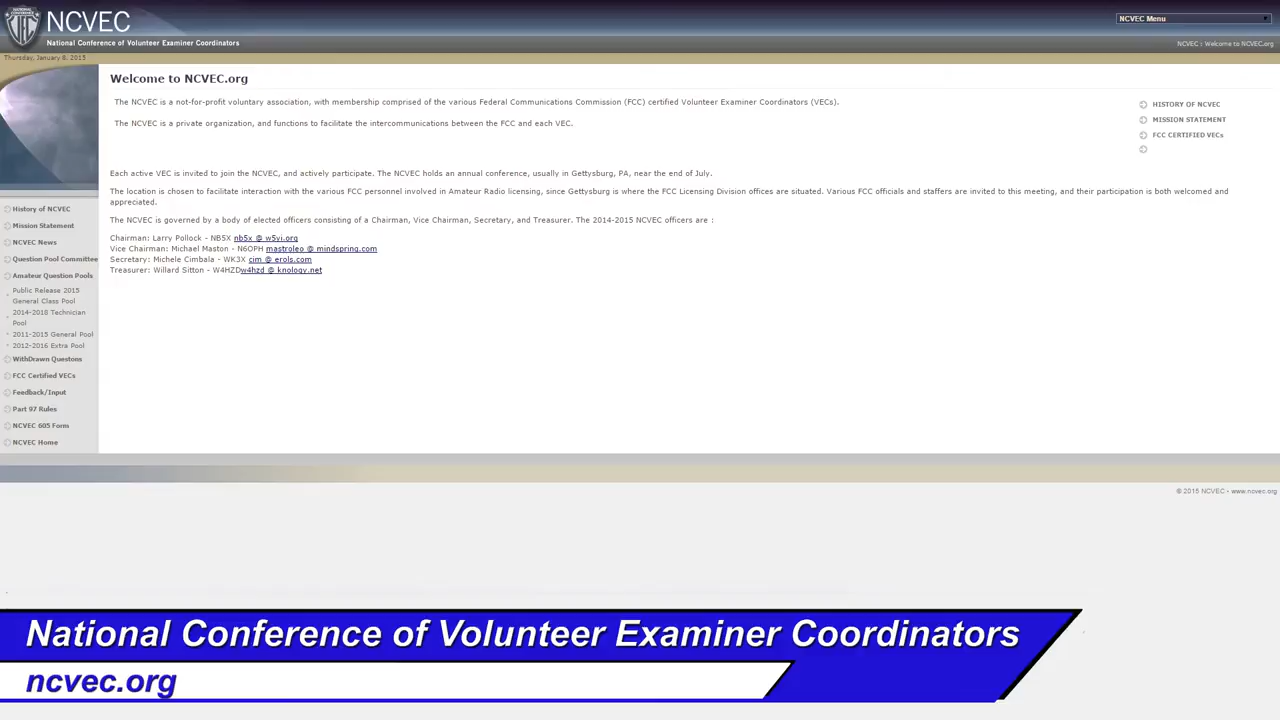 NATIONAL CONFERENCE
VEC
NCVEC
National Conference of Volunteer Examiner Coordinators
NCVEC Menu
NCVEC : Welcome to NCVEC.org
Thursday, January 8, 2015
Welcome to NCVEC.org
The NCVEC is a not-for-profit voluntary association, with membership comprised of the various Federal Communications Commission (FCC) certified Volunteer Examiner Coordinators (VECs).
The NCVEC is a private organization, and functions to facilitate the intercommunications between the FCC and each VEC.
HISTORY OF NCVEC
MISSION STATEMENT
FCC CERTIFIED VECs
Each active VEC is invited to join the NCVEC, and actively participate. The NCVEC holds an annual conference, usually in Gettysburg, PA, near the end of July.
The location is chosen to facilitate interaction with the various FCC personnel involved in Amateur Radio licensing, since Gettysburg is where the FCC Licensing Division offices are situated. Various FCC officials and staffers are invited to this meeting, and their participation is both welcomed and
appreciated.
The NCVEC is governed by a body of elected officers consisting of a Chairman, Vice Chairman, Secretary, and Treasurer. The 2014-2015 NCVEC officers are :
Chairman: Larry Pollock - NB5X nb5x @ w5yi.org
Vice Chairman: Michael Maston - N6OPH mastroleo @ mindspring.com
Secretary: Michele Cimbala - WK3X cim @ erols.com
Treasurer: Willard Sitton - W4HZDw4hzd @ knology.net
History of NCVEC
Mission Statement
NCVEC News
Question Pool Committee
Amateur Question Pools
Public Release 2015
General Class Pool
2014-2018 Technician
Pool
2011-2015 General Pool
2012-2016 Extra Pool
WithDrawn Questons
FCC Certified VECs
Feedback/Input
Part 97 Rules
NCVEC 605 Form
NCVEC Home
© 2015 NCVEC • www.ncvec.org
National Conference of Volunteer Examiner Coordinators
ncvec.org